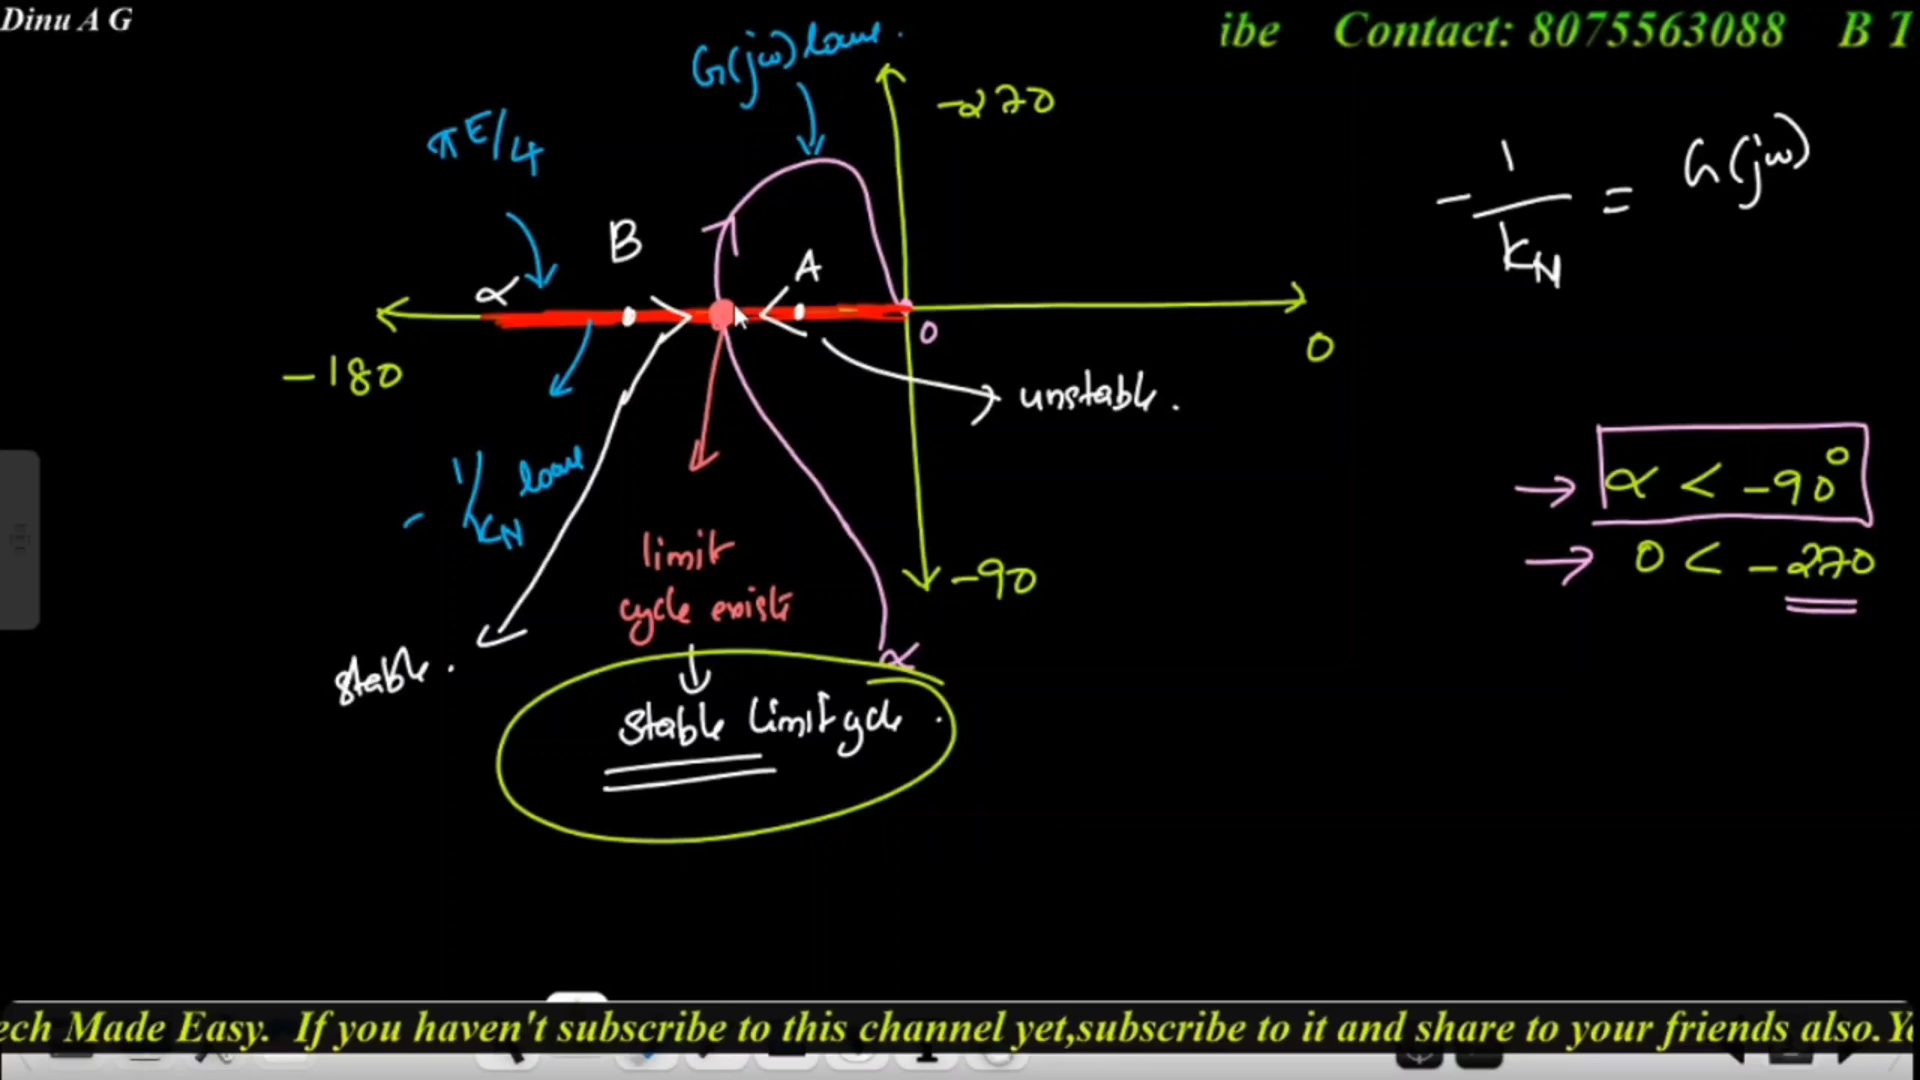 Dinu A G
ibe Contact: 8075563088 B T
G(jω) locus.
-270
πE/4
-1/kN = G(jω)
B
A
α
0
-180
0
unstable.
-1/kN locus
α < -90°
→ 0 < -270
-90
limit
cycle exists
stable.
α
stable limit cycle.
ech Made Easy. If you haven't subscribe to this channel yet,subscribe to it and share to your friends also.Yo